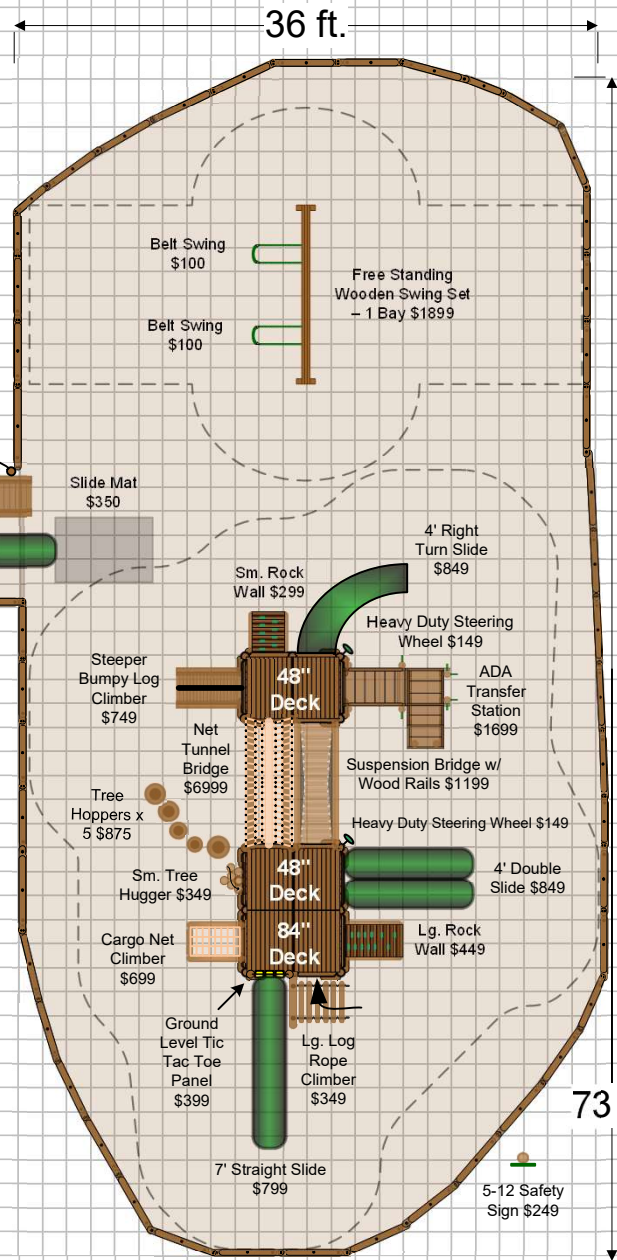 36 ft.
Belt Swing
$100
Free Standing
Wooden Swing Set
– 1 Bay $1899
Belt Swing
$100
Slide Mat
$350
4' Right
Turn Slide
$849
Sm. Rock
Wall $299
Heavy Duty Steering
Wheel $149
Steeper
Bumpy Log
Climber
$749
48"
Deck
ADA
Transfer
Station
$1699
Net
Tunnel
Bridge
$6999
Suspension Bridge w/
Wood Rails $1199
Tree
Hoppers x
5 $875
Heavy Duty Steering Wheel $149
Sm. Tree
Hugger $349
48"
Deck
4' Double
Slide $849
84"
Deck
Cargo Net
Climber
$699
Lg. Rock
Wall $449
Ground
Level Tic
Tac Toe
Panel
$399
Lg. Log
Rope
Climber
$349
73
7' Straight Slide
$799
5-12 Safety
Sign $249